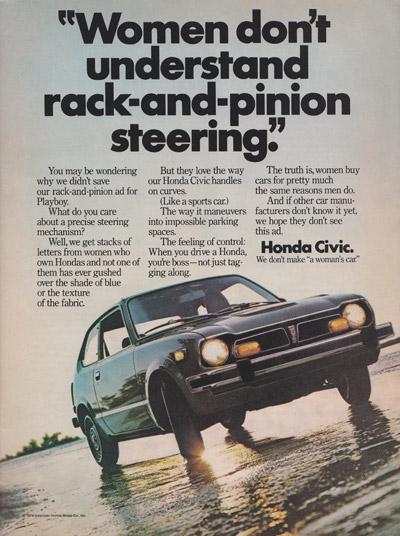 “Women don’t
understand
rack-and-pinion
steering.”
You may be wondering
why we didn’t save
our rack-and-pinion ad for
Playboy.
What do you care
about a precise steering
mechanism?
Well, we get stacks of
letters from women who
own Hondas and not one of
them has ever gushed
over the shade of blue
or the texture
of the fabric.
But they love the way
our Honda Civic handles
on curves.
(Like a sports car.)
The way it maneuvers
into impossible parking
spaces.
The feeling of control:
When you drive a Honda,
you’re boss—not just tag-
ging along.
The truth is, women buy
cars for pretty much
the same reasons men do.
And if other car manu-
facturers don’t know it yet,
we hope they don’t see
this ad.
Honda Civic.
We don’t make “a woman’s car.”
American Honda Motor Co., Inc.